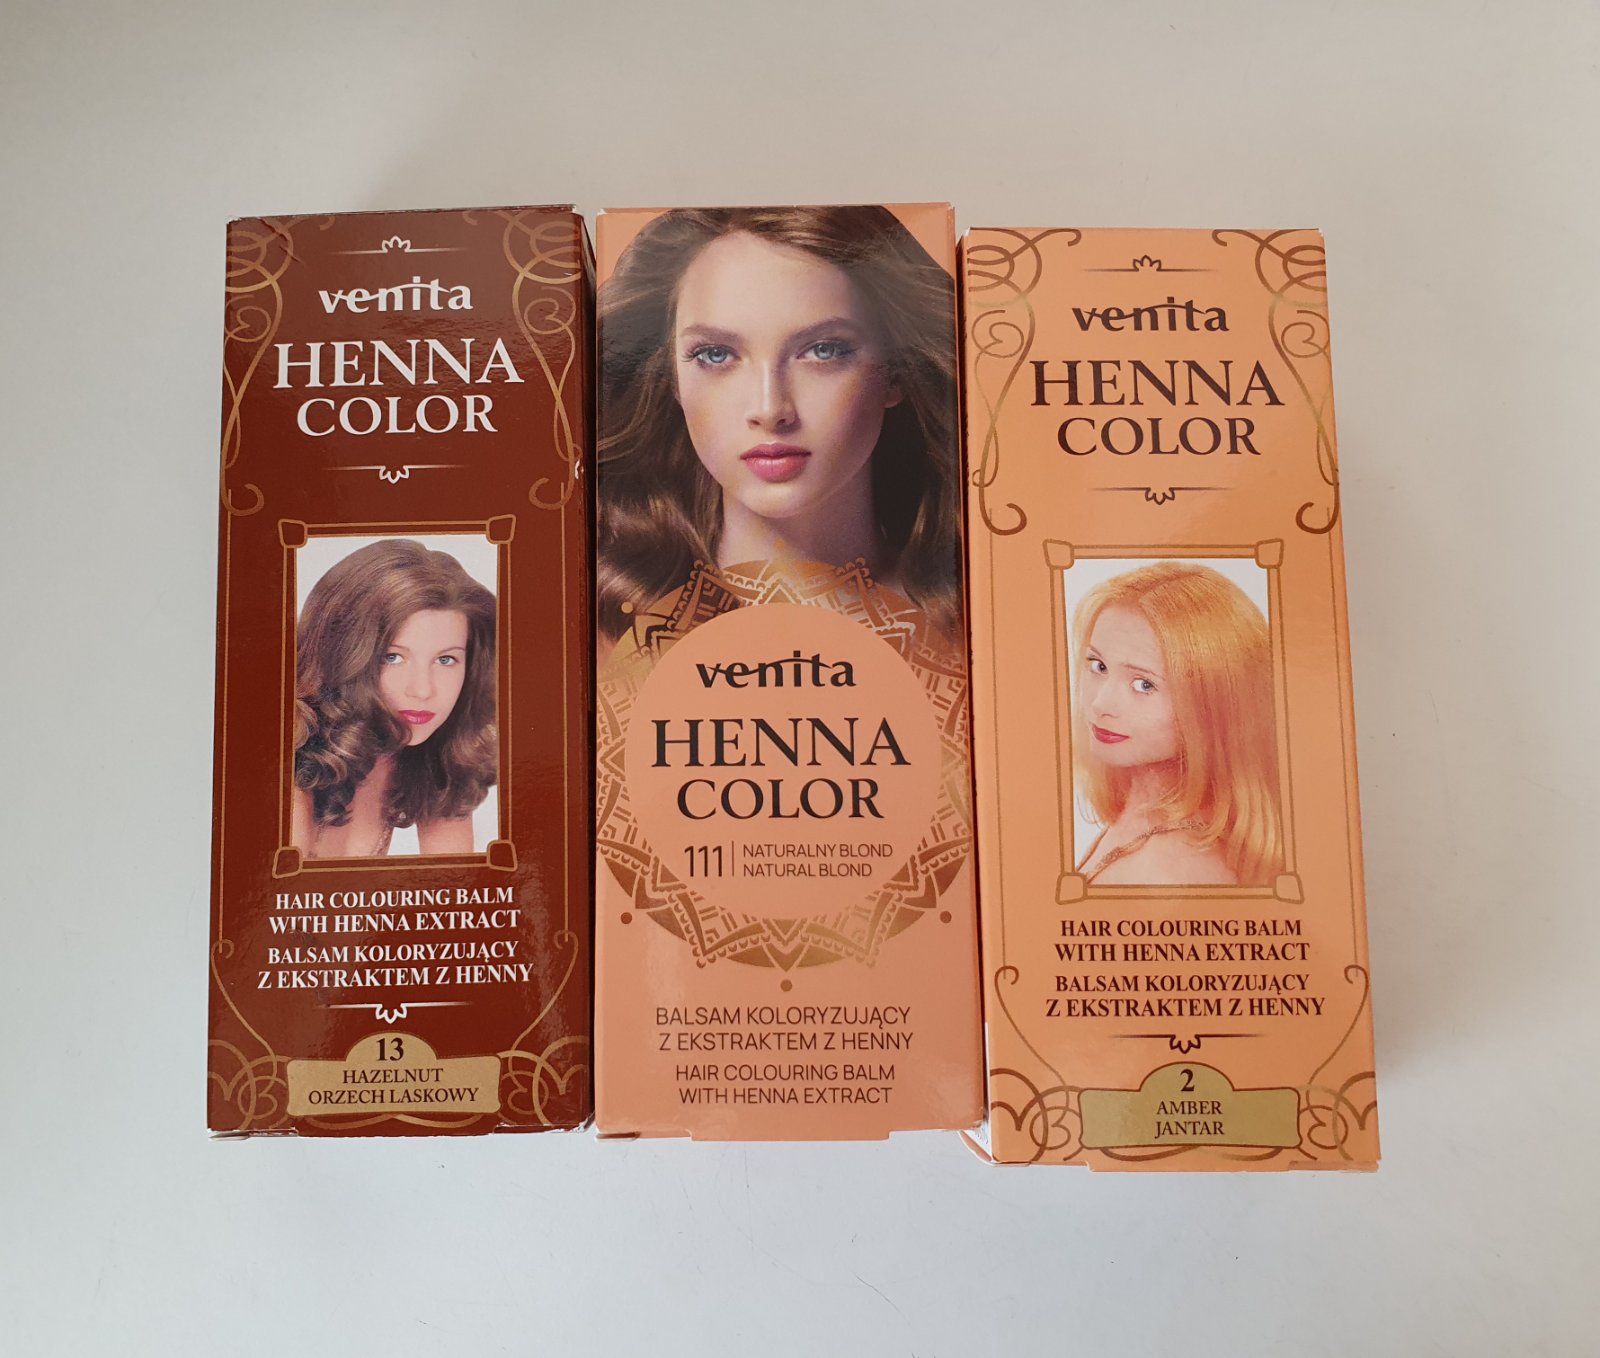 venita
HENNA
COLOR
HAIR COLOURING BALM
WITH HENNA EXTRACT
BALSAM KOLORYZUJĄCY
Z EKSTRAKTEM Z HENNY
13
HAZELNUT
ORZECH LASKOWY
venita
HENNA
COLOR
111 NATURALNY BLOND
NATURAL BLOND
BALSAM KOLORYZUJĄCY
Z EKSTRAKTEM Z HENNY
HAIR COLOURING BALM
WITH HENNA EXTRACT
venita
HENNA
COLOR
HAIR COLOURING BALM
WITH HENNA EXTRACT
BALSAM KOLORYZUJĄCY
Z EKSTRAKTEM Z HENNY
2
AMBER
JANTAR